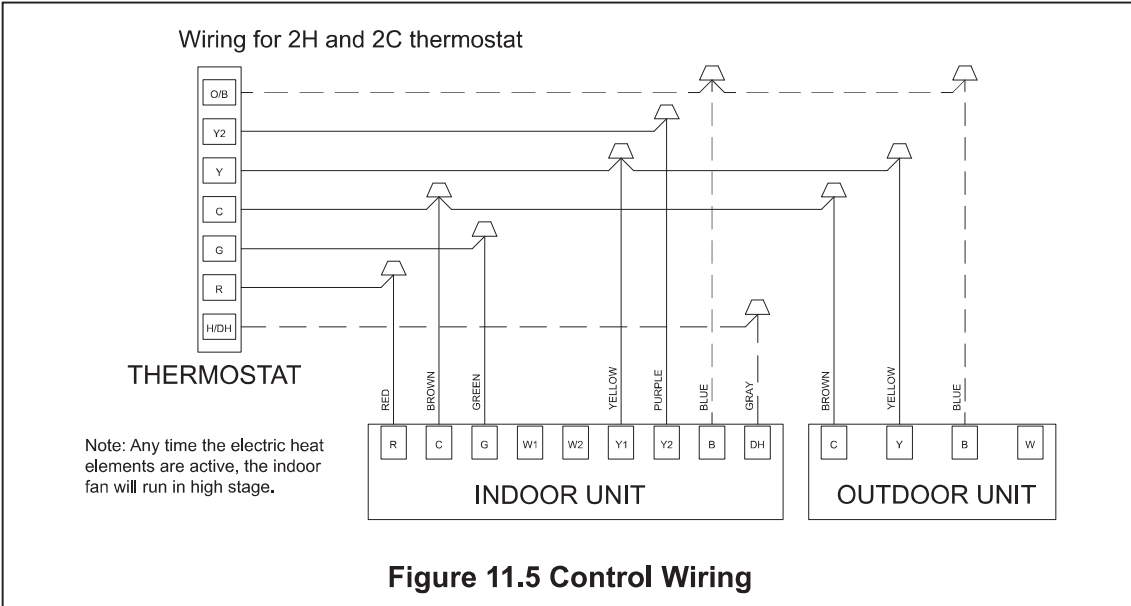 Wiring for 2H and 2C thermostat
O/B
Y2
Y
C
G
R
H/DH
THERMOSTAT
RED
BROWN
GREEN
YELLOW
PURPLE
BLUE
GRAY
BROWN
YELLOW
BLUE
Note: Any time the electric heat
elements are active, the indoor
fan will run in high stage.
R C G W1 W2 Y1 Y2 B DH
C Y B W
INDOOR UNIT
OUTDOOR UNIT
Figure 11.5 Control Wiring